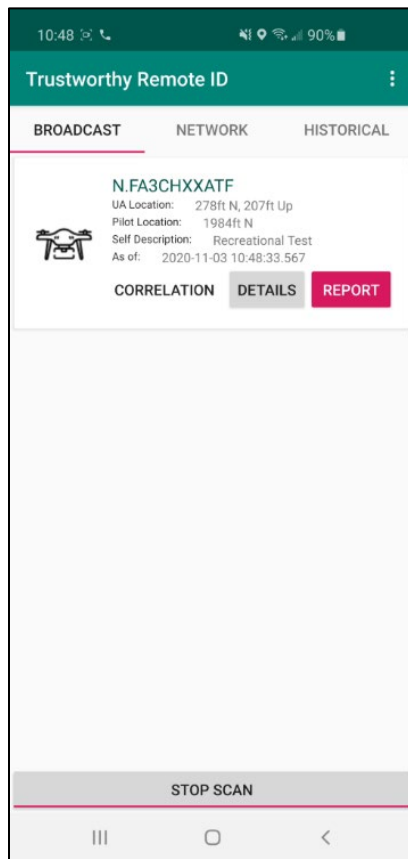 10:48 90%
Trustworthy Remote ID
BROADCAST NETWORK HISTORICAL
N.FA3CHXXATF
UA Location: 278ft N, 207ft Up
Pilot Location: 1984ft N
Self Description: Recreational Test
As of: 2020-11-03 10:48:33.567
CORRELATION DETAILS REPORT
STOP SCAN